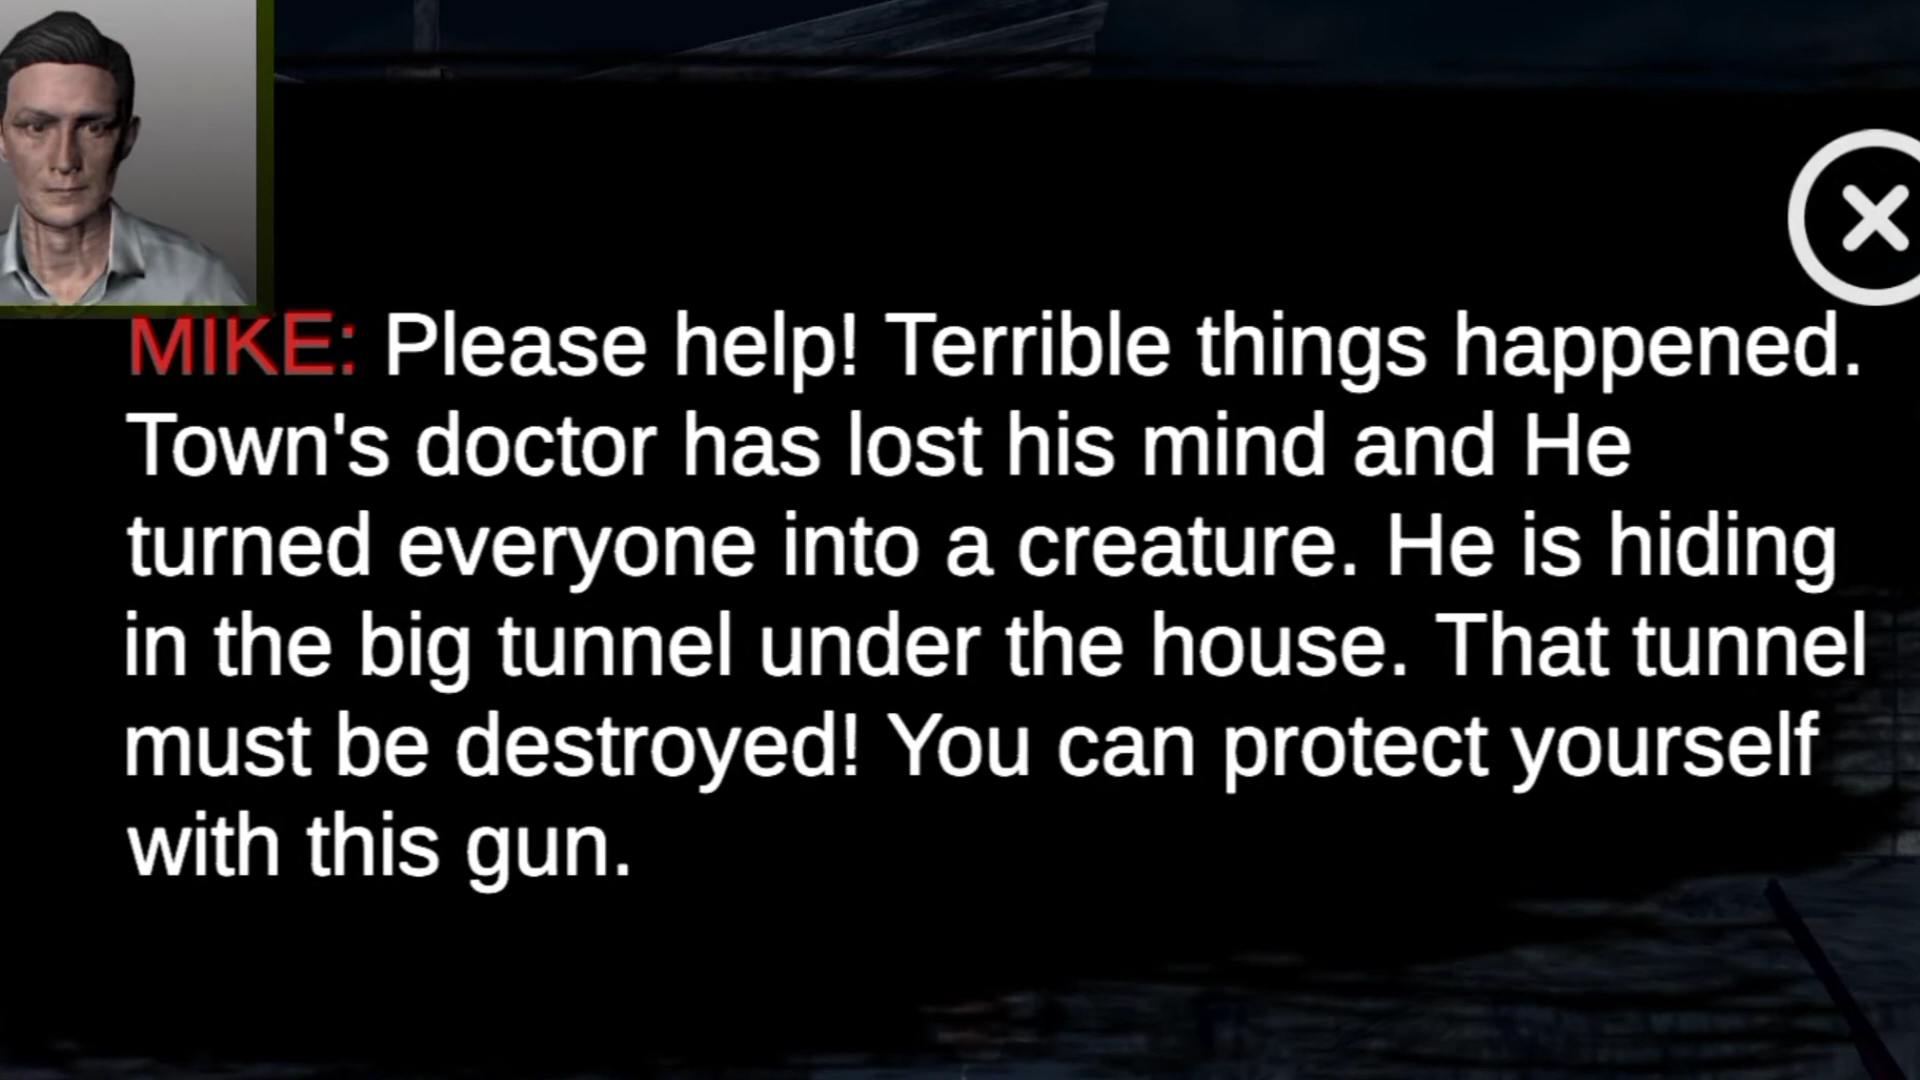 MIKE: Please help! Terrible things happened.
Town's doctor has lost his mind and He
turned everyone into a creature. He is hiding
in the big tunnel under the house. That tunnel
must be destroyed! You can protect yourself
with this gun.